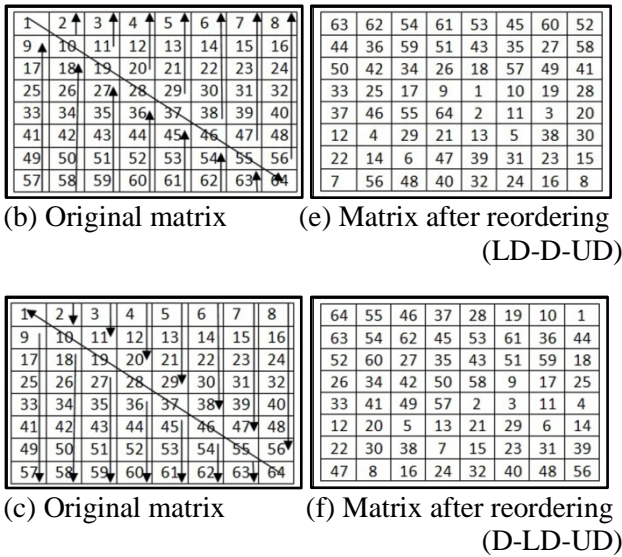 1 2 3 4 5 6 7 8
9 10 11 12 13 14 15 16
17 18 19 20 21 22 23 24
25 26 27 28 29 30 31 32
33 34 35 36 37 38 39 40
41 42 43 44 45 46 47 48
49 50 51 52 53 54 55 56
57 58 59 60 61 62 63 64
63 62 54 61 53 45 60 52
44 36 59 51 43 35 27 58
50 42 34 26 18 57 49 41
33 25 17 9 1 10 19 28
37 46 55 64 2 11 3 20
12 4 29 21 13 5 38 30
22 14 6 47 39 31 23 15
7 56 48 40 32 24 16 8
(b) Original matrix
(e) Matrix after reordering
(LD-D-UD)
1 2 3 4 5 6 7 8
9 10 11 12 13 14 15 16
17 18 19 20 21 22 23 24
25 26 27 28 29 30 31 32
33 34 35 36 37 38 39 40
41 42 43 44 45 46 47 48
49 50 51 52 53 54 55 56
57 58 59 60 61 62 63 64
64 55 46 37 28 19 10 1
63 54 62 45 53 61 36 44
52 60 27 35 43 51 59 18
26 34 42 50 58 9 17 25
33 41 49 57 2 3 11 4
12 20 5 13 21 29 6 14
22 30 38 7 15 23 31 39
47 8 16 24 32 40 48 56
(c) Original matrix
(f) Matrix after reordering
(D-LD-UD)